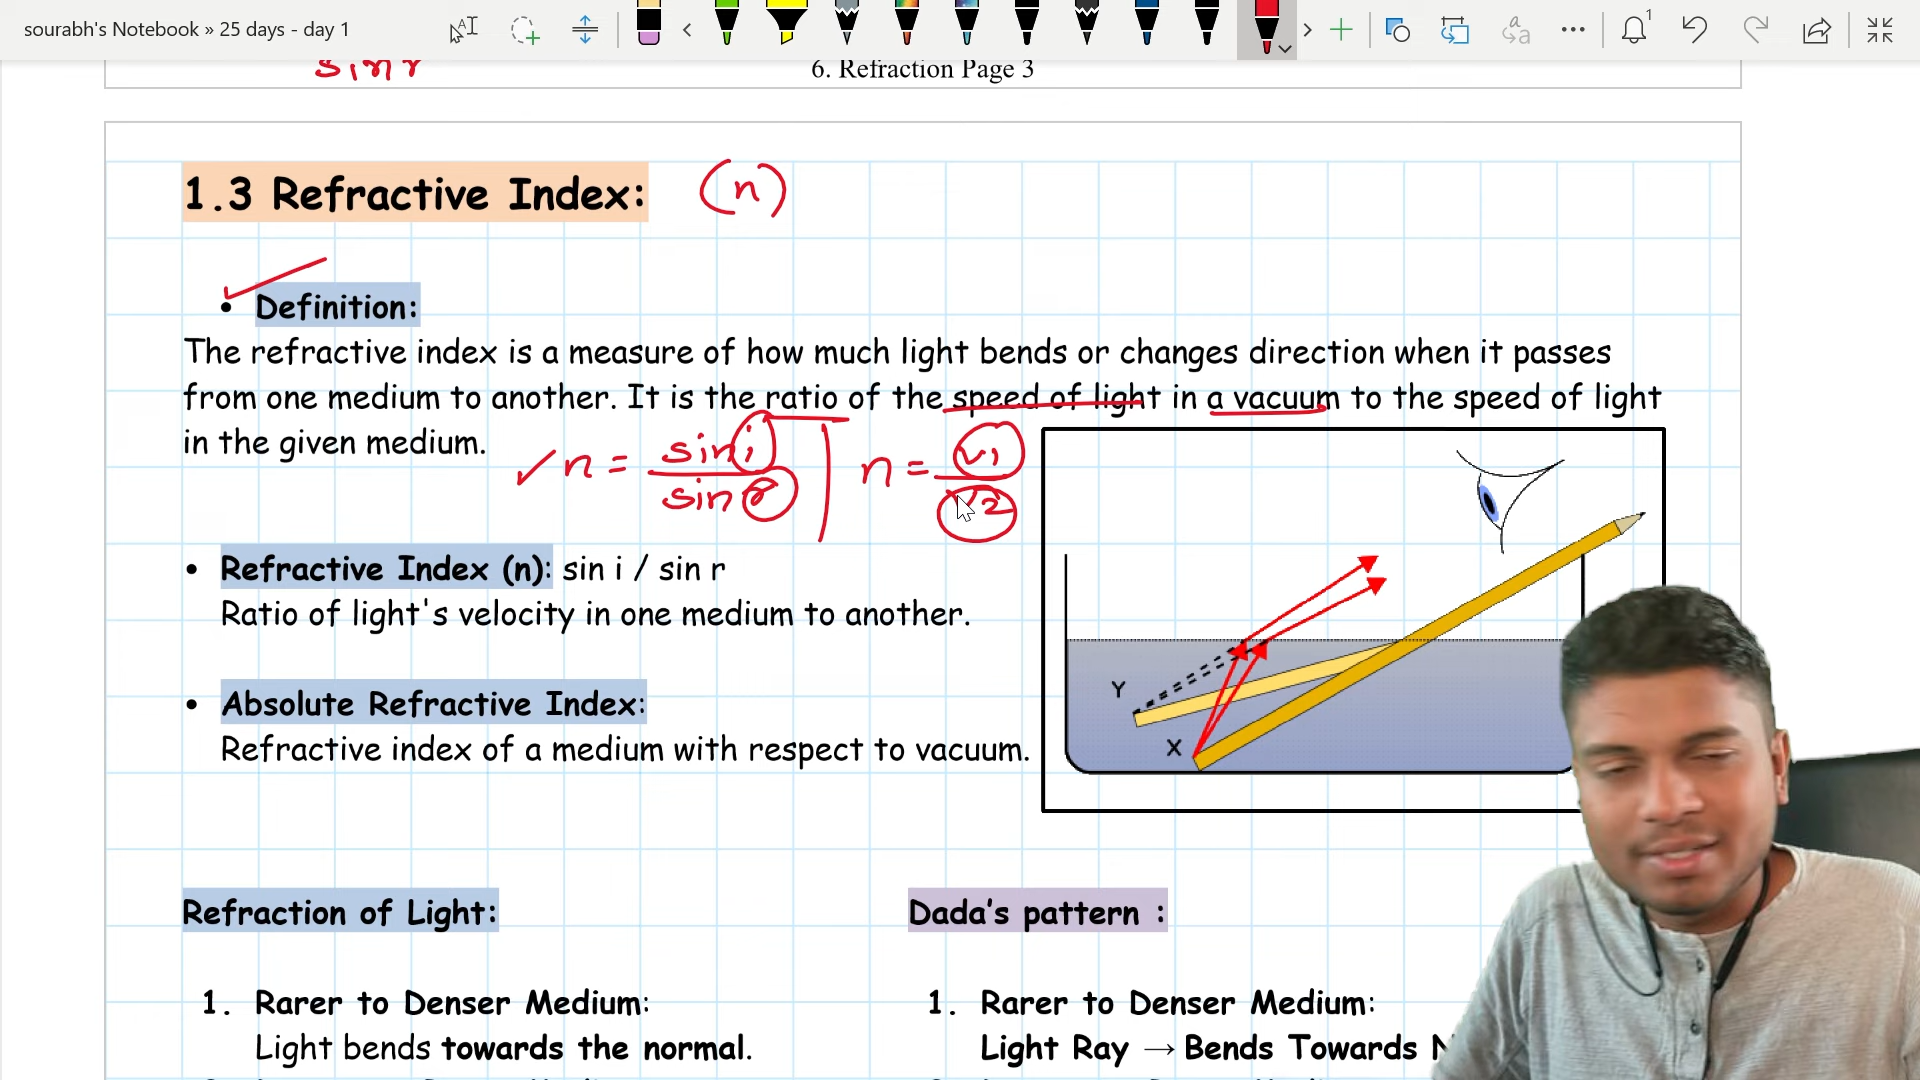 sourabh's Notebook » 25 days - day 1
sin r
6. Refraction Page 3
1.3 Refractive Index: (n)
• Definition:
The refractive index is a measure of how much light bends or changes direction when it passes
from one medium to another. It is the ratio of the speed of light in a vacuum to the speed of light
in the given medium.
n = sin i / sin r | n = v1 / v2
• Refractive Index (n): sin i / sin r
Ratio of light's velocity in one medium to another.
• Absolute Refractive Index:
Refractive index of a medium with respect to vacuum.
Y
X
Refraction of Light:
1. Rarer to Denser Medium:
Light bends towards the normal.
Dada's pattern :
1. Rarer to Denser Medium:
Light Ray → Bends Towards